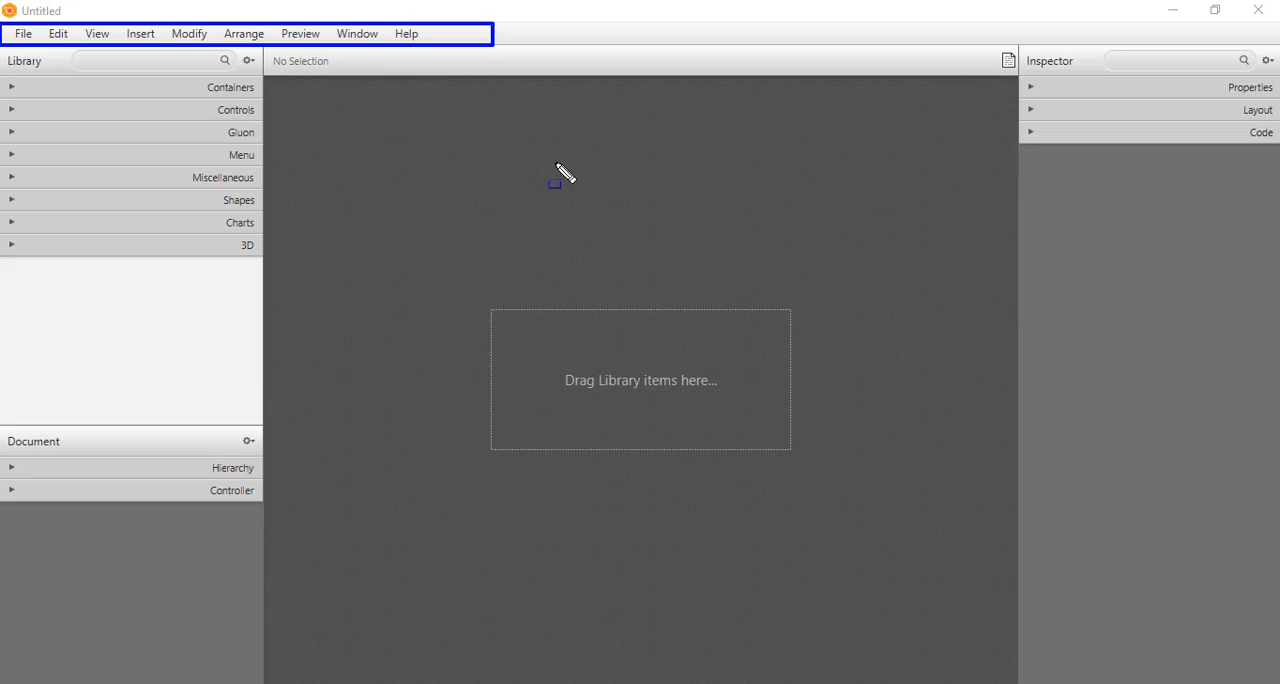 Untitled
File Edit View Insert Modify Arrange Preview Window Help
Library
No Selection
Inspector
Containers
Controls
Gluon
Menu
Miscellaneous
Shapes
Charts
3D
Properties
Layout
Code
Drag Library items here...
Document
Hierarchy
Controller